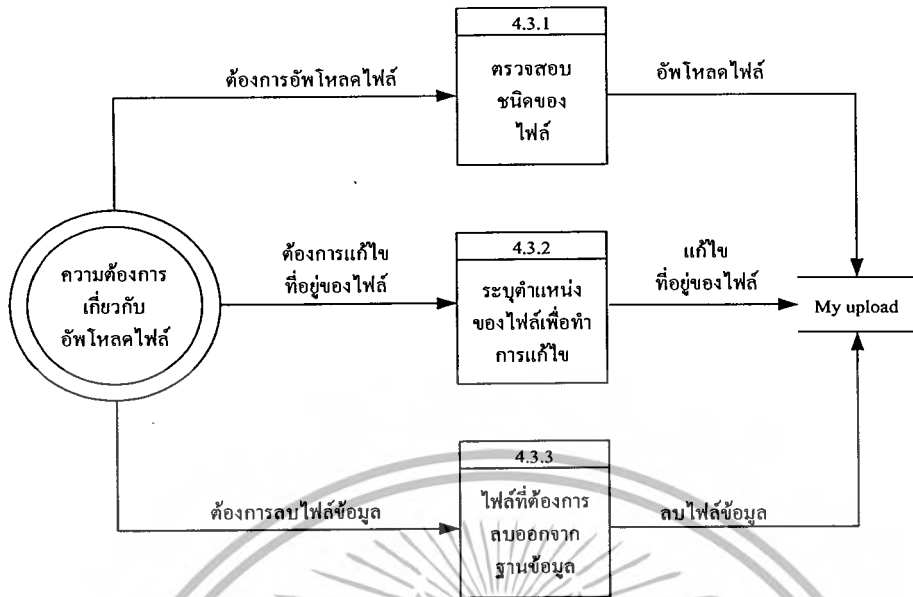 4.3.1
ตรวจสอบ
ชนิดของ
ไฟล์
ต้องการอัพโหลดไฟล์
อัพโหลดไฟล์
ความต้องการ
เกี่ยวกับ
อัพโหลดไฟล์
ต้องการแก้ไข
ที่อยู่ของไฟล์
4.3.2
ระบุตำแหน่ง
ของไฟล์เพื่อทำ
การแก้ไข
แก้ไข
ที่อยู่ของไฟล์
My upload
ต้องการลบไฟล์ข้อมูล
4.3.3
ไฟล์ที่ต้องการ
ลบออกจาก
ฐานข้อมูล
ลบไฟล์ข้อมูล